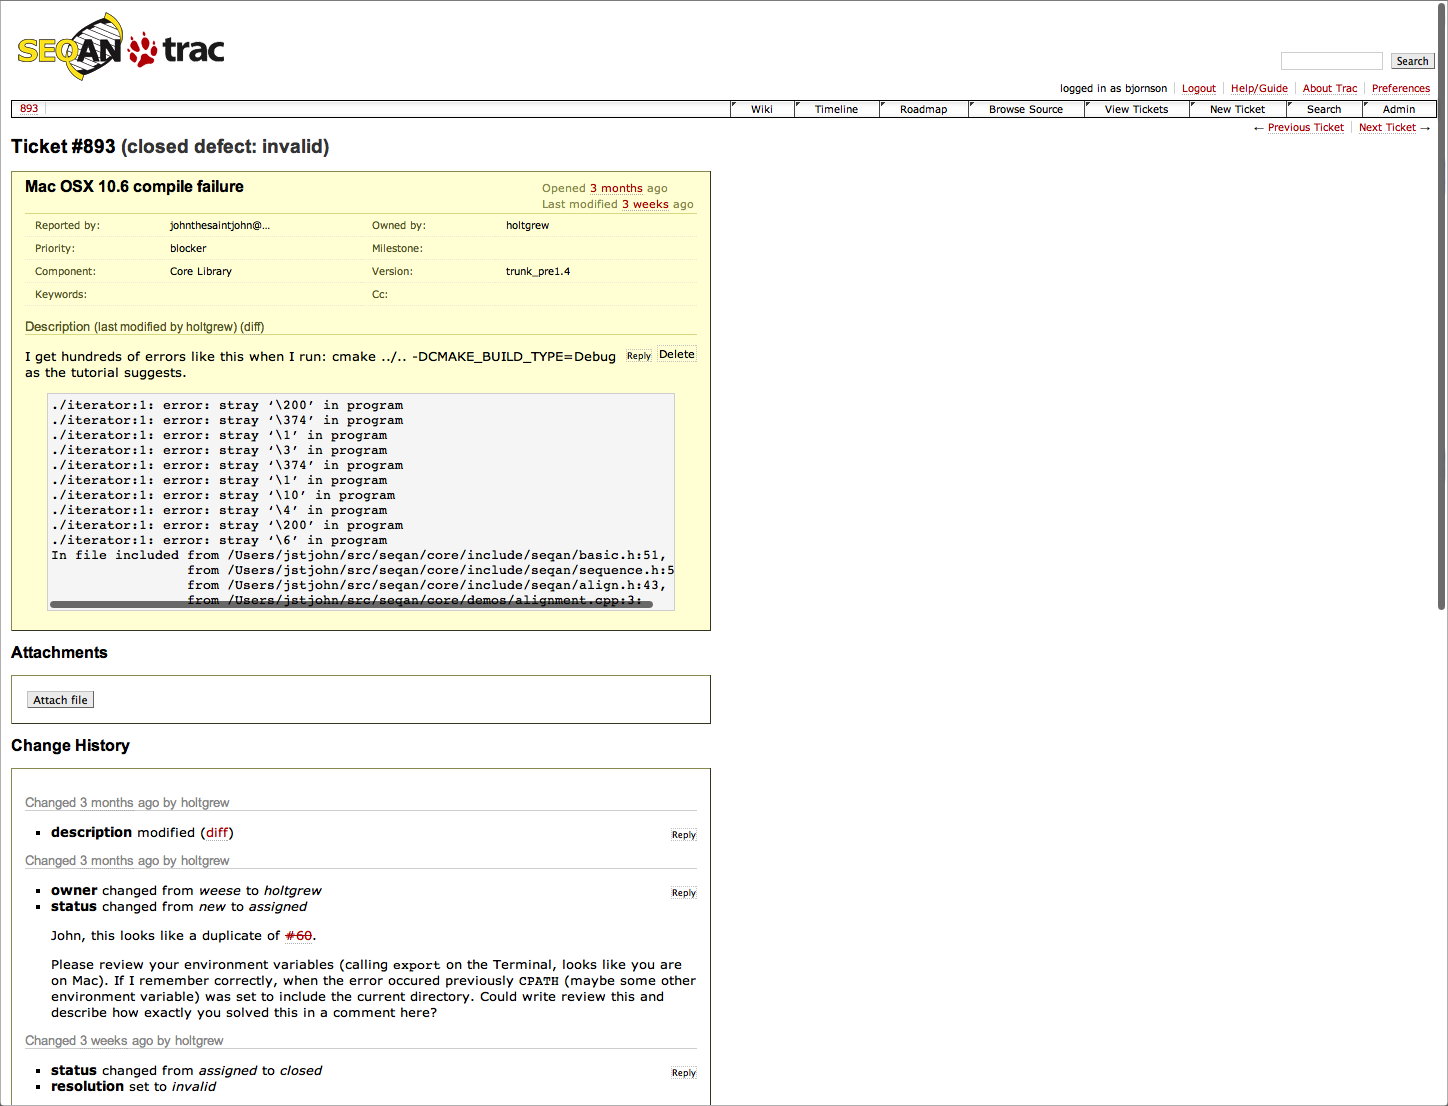 SEQAN trac
Search
logged in as bjornson Logout Help/Guide About Trac Preferences
893 Wiki Timeline Roadmap Browse Source View Tickets New Ticket Search Admin
← Previous Ticket Next Ticket →
Ticket #893 (closed defect: invalid)
Mac OSX 10.6 compile failure
Opened 3 months ago
Last modified 3 weeks ago
Reported by: johnthesaintjohn@... Owned by: holtgrew
Priority: blocker Milestone:
Component: Core Library Version: trunk_pre1.4
Keywords: Cc:
Description (last modified by holtgrew) (diff)
I get hundreds of errors like this when I run: cmake ../.. -DCMAKE_BUILD_TYPE=Debug Reply Delete
as the tutorial suggests.
./iterator:1: error: stray ‘\200’ in program
./iterator:1: error: stray ‘\374’ in program
./iterator:1: error: stray ‘\1’ in program
./iterator:1: error: stray ‘\3’ in program
./iterator:1: error: stray ‘\374’ in program
./iterator:1: error: stray ‘\1’ in program
./iterator:1: error: stray ‘\10’ in program
./iterator:1: error: stray ‘\4’ in program
./iterator:1: error: stray ‘\200’ in program
./iterator:1: error: stray ‘\6’ in program
In file included from /Users/jstjohn/src/seqan/core/include/seqan/basic.h:51,
from /Users/jstjohn/src/seqan/core/include/seqan/sequence.h:5
from /Users/jstjohn/src/seqan/core/include/seqan/align.h:43,
from /Users/jstjohn/src/seqan/core/demos/alignment.cpp:3:
Attachments
Attach file
Change History
Changed 3 months ago by holtgrew
description modified (diff) Reply
Changed 3 months ago by holtgrew
owner changed from weese to holtgrew Reply
status changed from new to assigned
John, this looks like a duplicate of #60.
Please review your environment variables (calling export on the Terminal, looks like you are
on Mac). If I remember correctly, when the error occured previously CPATH (maybe some other
environment variable) was set to include the current directory. Could write review this and
describe how exactly you solved this in a comment here?
Changed 3 weeks ago by holtgrew
status changed from assigned to closed Reply
resolution set to invalid